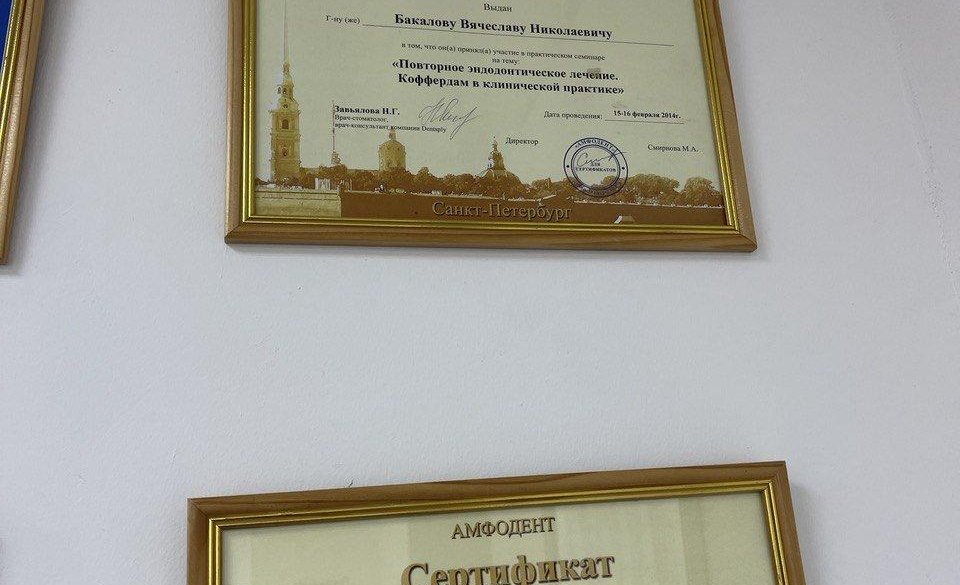 Выдан
Г-ну (же) Бакалову Вячеславу Николаевичу
в том, что он(а) принял(а) участие в практическом семинаре
на тему:
«Повторное эндодонтическое лечение.
Коффердам в клинической практике»
Завьялова Н.Г.
Врач-стоматолог,
врач-консультант компании Dentsply
Дата проведения: 15-16 февраля 2014г.
Директор
Смирнова М.А.
АМФОДЕНТ
ДЛЯ
СЕРТИФИКАТОВ
Санкт-Петербург
АМФОДЕНТ
Сертификат